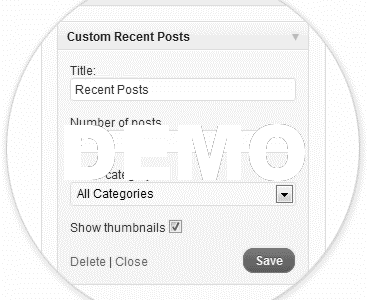 Custom Recent Posts
Title:
Recent Posts
Number of posts
DEMO
All Categories
Show thumbnails
Delete | Close
Save